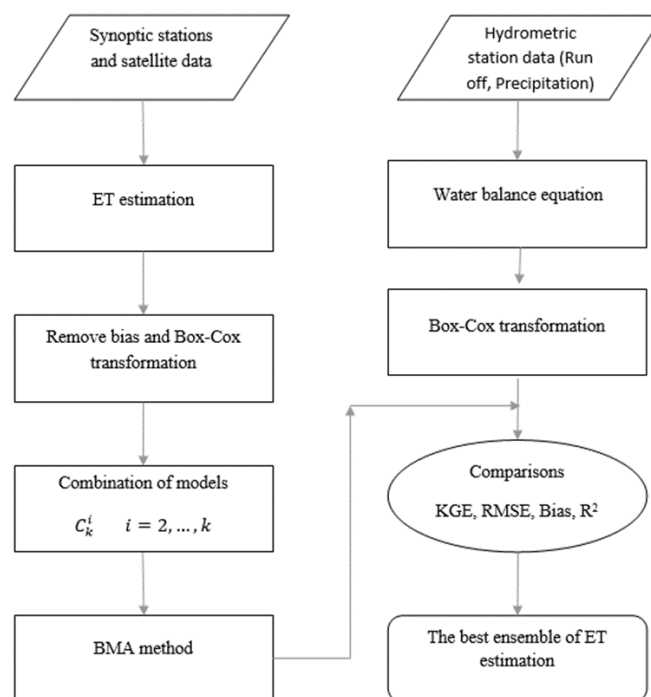 Synoptic stations
and satellite data
ET estimation
Remove bias and Box-Cox
transformation
Combination of models
C_k^i i = 2, … , k
BMA method
Hydrometric
station data (Run
off, Precipitation)
Water balance equation
Box-Cox transformation
Comparisons
KGE, RMSE, Bias, R²
The best ensemble of ET
estimation